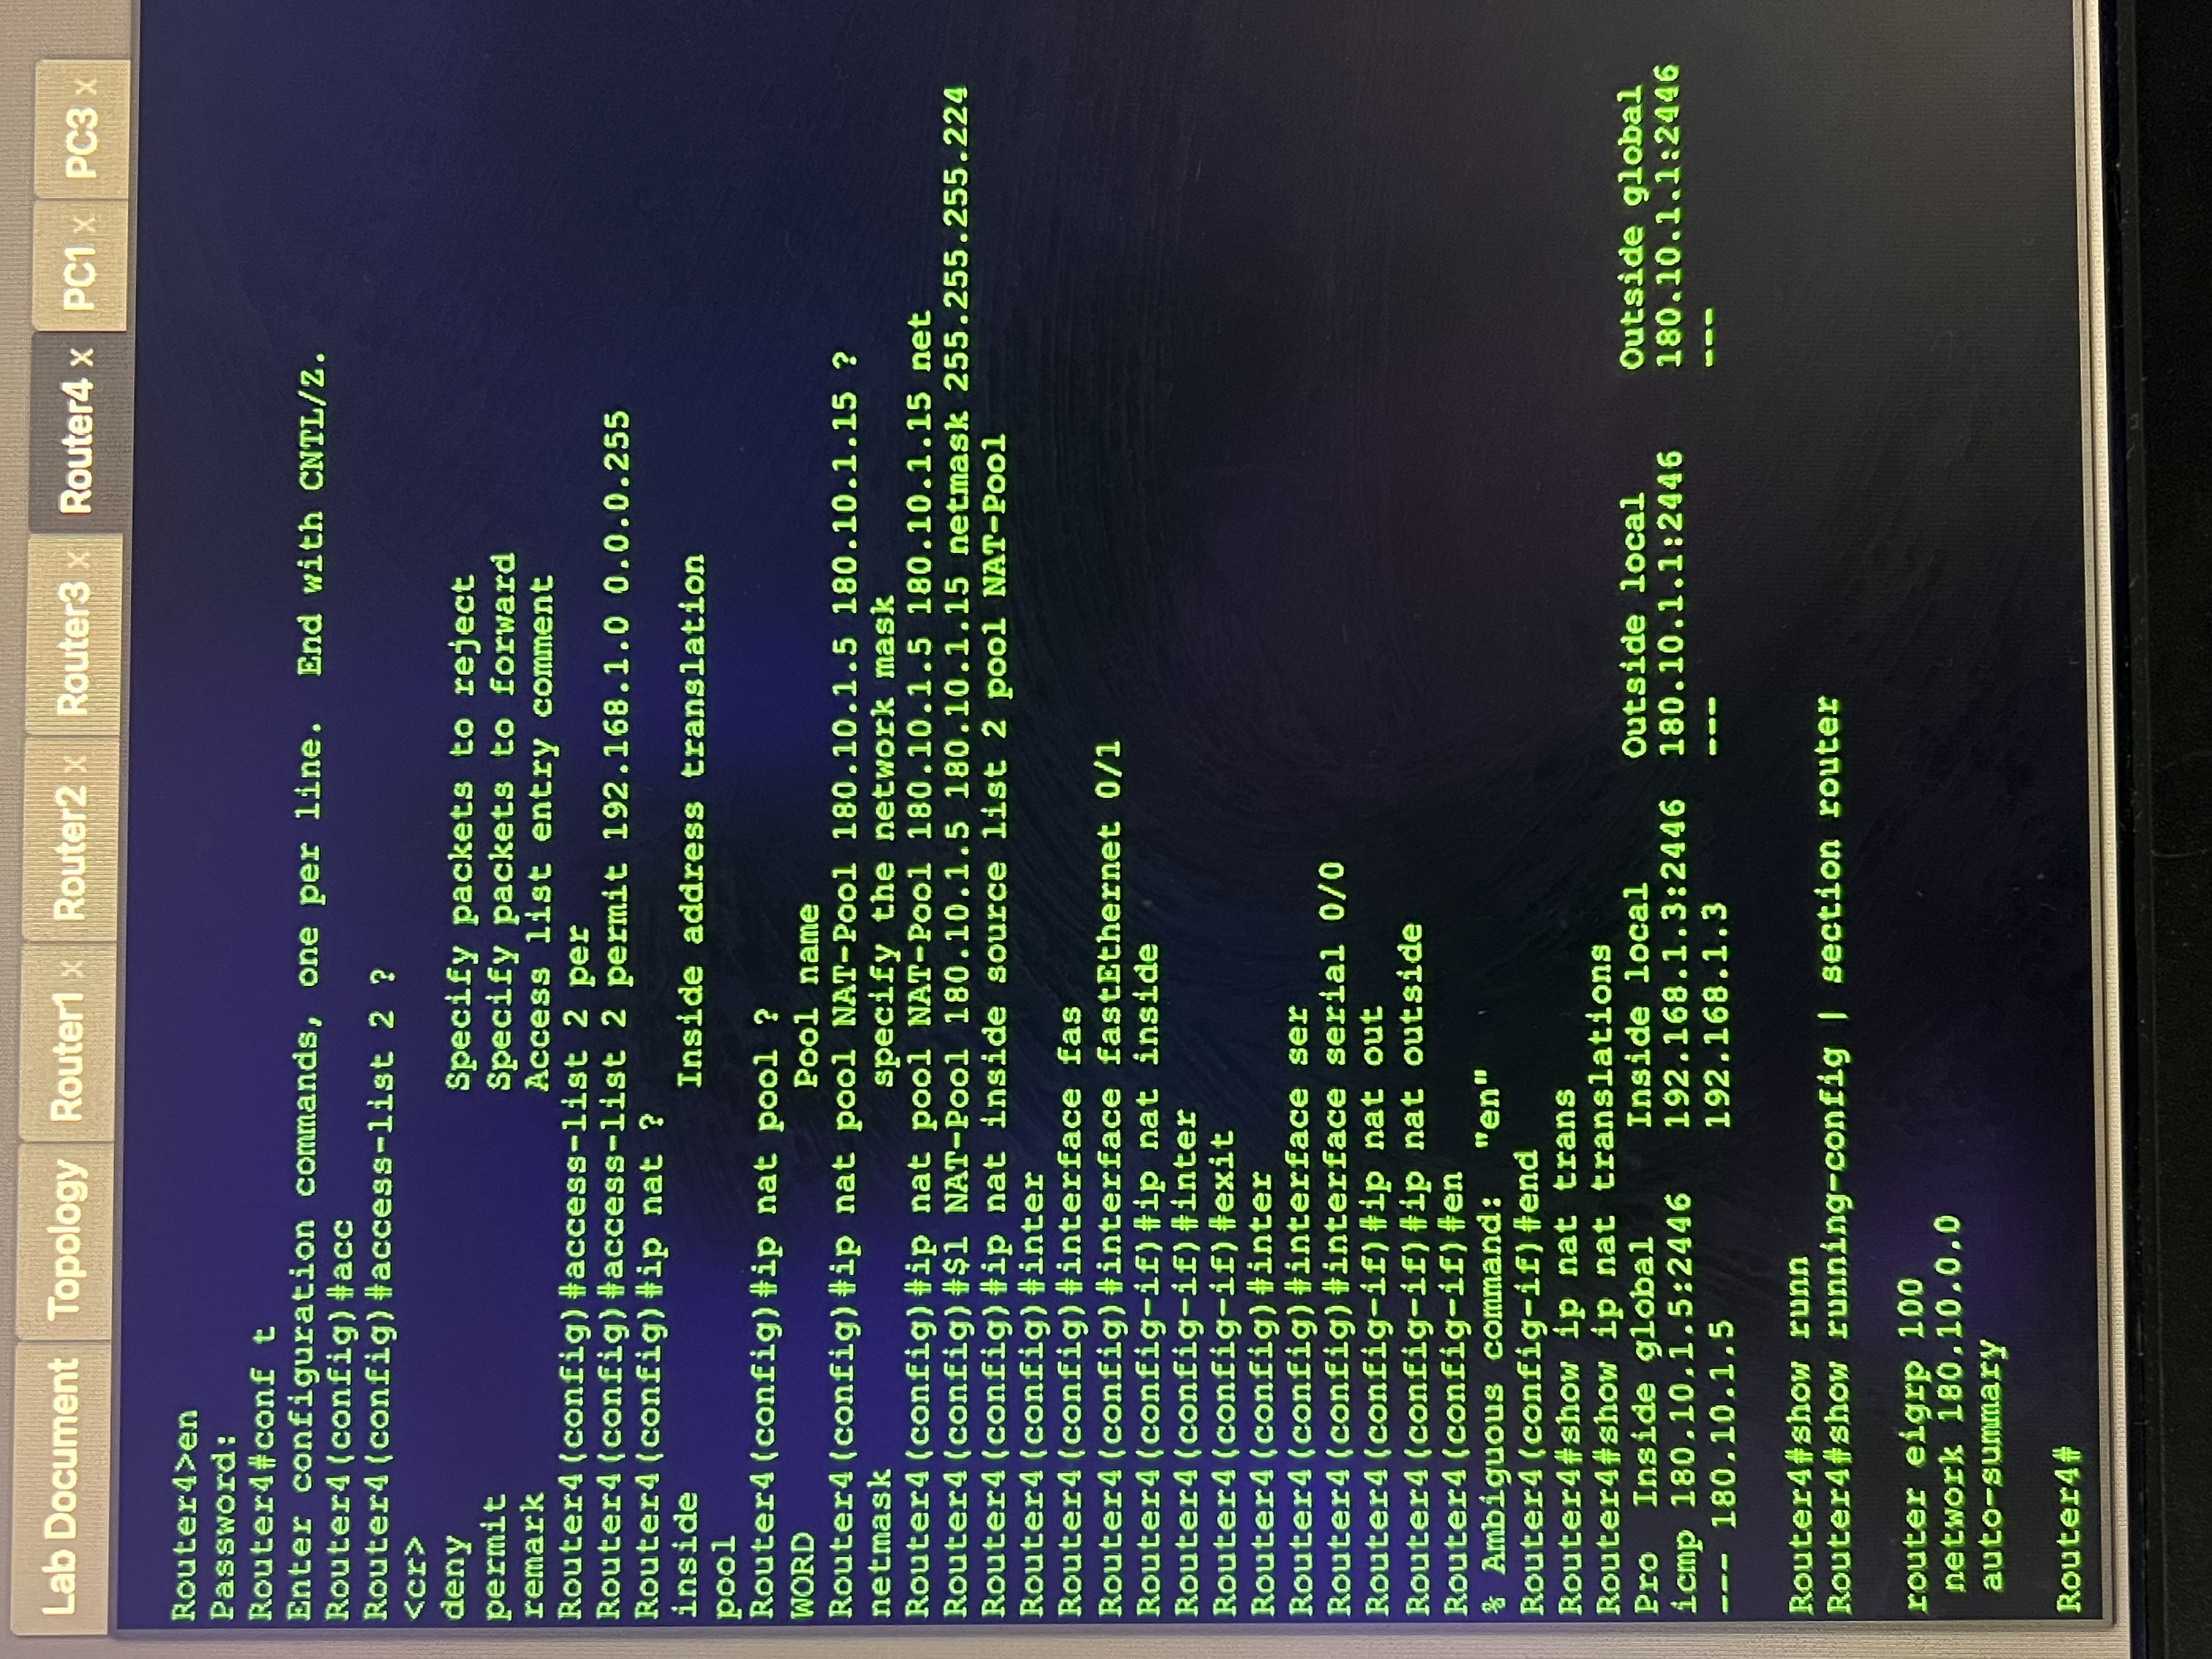 Lab Document Topology Router1 x Router2 x Router3 x Router4 x PC1 x PC3 x
Router4>en
Password:
Router4#conf t
Enter configuration commands, one per line.  End with CNTL/Z.
Router4(config)#acc
Router4(config)#access-list 2 ?
<cr>
deny                     Specify packets to reject
permit                   Specify packets to forward
remark                   Access list entry comment
Router4(config)#access-list 2 per
Router4(config)#access-list 2 permit 192.168.1.0 0.0.0.255
Router4(config)#ip nat ?
inside                   Inside address translation
pool
Router4(config)#ip nat pool ?
WORD                     Pool name
Router4(config)#ip nat pool NAT-Pool 180.10.1.5 180.10.1.15 ?
netmask                  specify the network mask
Router4(config)#ip nat pool NAT-Pool 180.10.1.5 180.10.1.15 net
Router4(config)#$l NAT-Pool 180.10.1.5 180.10.1.15 netmask 255.255.255.224
Router4(config)#ip nat inside source list 2 pool NAT-Pool
Router4(config)#inter
Router4(config)#interface fas
Router4(config)#interface fastEthernet 0/1
Router4(config-if)#ip nat inside
Router4(config-if)#inter
Router4(config-if)#exit
Router4(config)#inter
Router4(config)#interface ser
Router4(config)#interface serial 0/0
Router4(config-if)#ip nat out
Router4(config-if)#ip nat outside
Router4(config-if)#en
% Ambiguous command:  "en"
Router4(config-if)#end
Router4#show ip nat trans
Router4#show ip nat translations
Pro  Inside global     Inside local      Outside local      Outside global
icmp 180.10.1.5:2446   192.168.1.3:2446  180.10.1.1:2446    180.10.1.1:2446
--- 180.10.1.5         192.168.1.3       ---                ---
Router4#show runn
Router4#show running-config | section router
router eigrp 100
 network 180.10.0.0
 auto-summary
Router4#